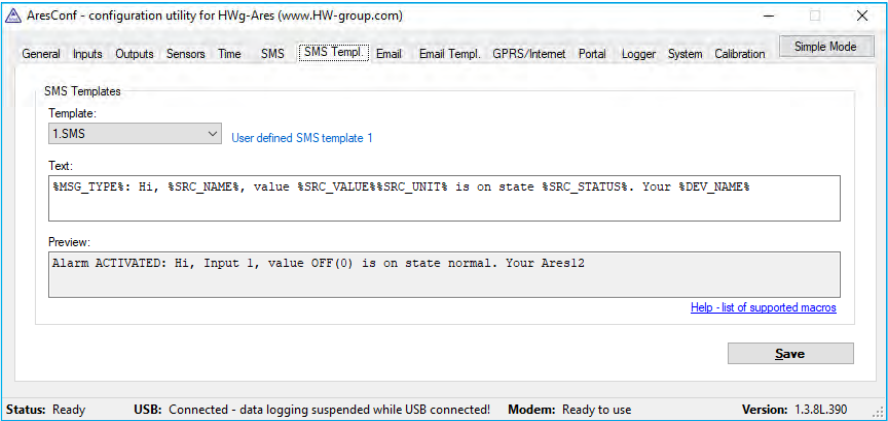 AresConf - configuration utility for HWg-Ares (www.HW-group.com)
General Inputs Outputs Sensors Time SMS SMS Templ. Email Email Templ. GPRS/Internet Portal Logger System Calibration Simple Mode
SMS Templates
Template:
1.SMS User defined SMS template 1
Text:
%MSG_TYPE%: Hi, %SRC_NAME%, value %SRC_VALUE%%SRC_UNIT% is on state %SRC_STATUS%. Your %DEV_NAME%
Preview:
Alarm ACTIVATED: Hi, Input 1, value OFF(0) is on state normal. Your Ares12
Help - list of supported macros
Save
Status: Ready USB: Connected - data logging suspended while USB connected! Modem: Ready to use Version: 1.3.8L.390